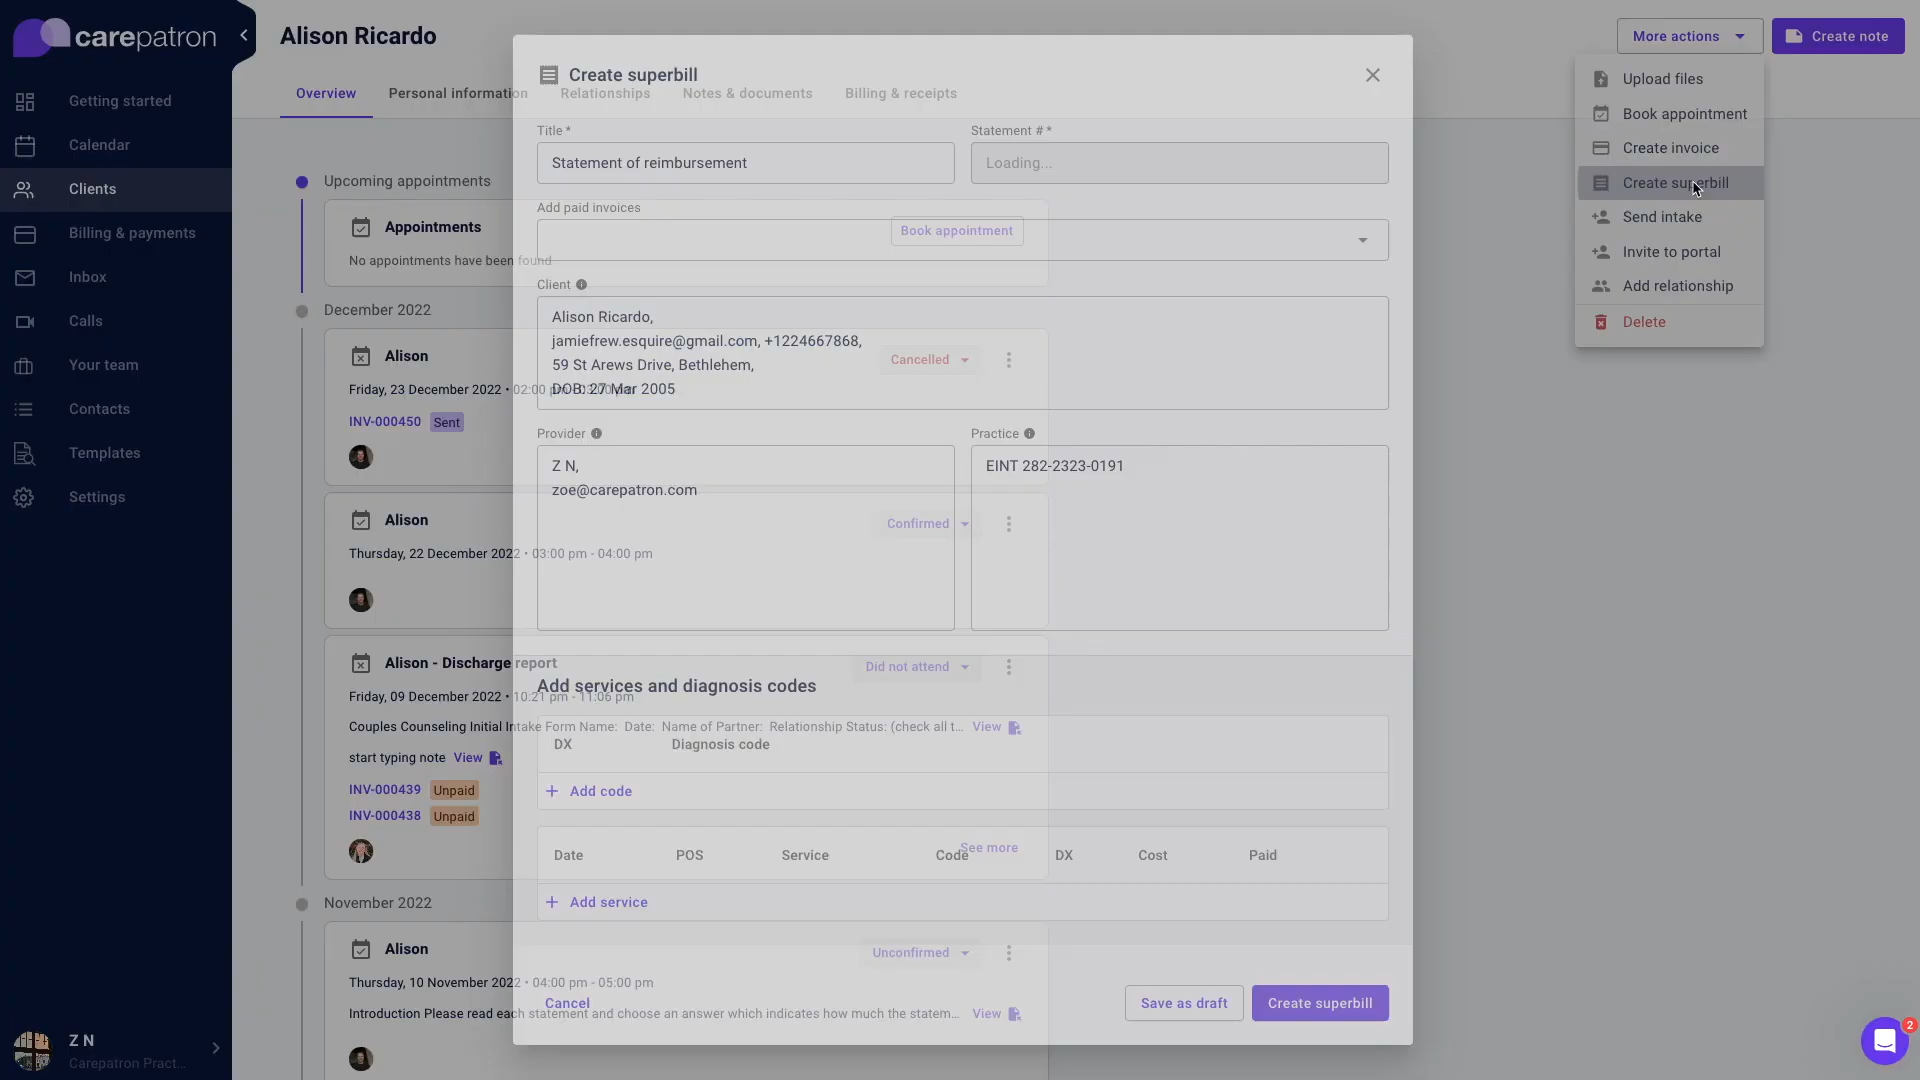 carepatron
Getting started
Calendar
Clients
Billing & payments
Inbox
Calls
Your team
Contacts
Templates
Settings
Z N
Carepatron Pract...
Alison Ricardo
More actions
Create note
Overview
Personal information
Relationships
Notes & documents
Billing & receipts
Upload files
Book appointment
Create invoice
Create superbill
Send intake
Invite to portal
Add relationship
Delete
Upcoming appointments
Appointments
Book appointment
No appointments have been found
December 2022
Alison
Cancelled
Friday, 23 December 2022 • 02:00 pm - 03:00 pm
INV-000450 Sent
Alison
Confirmed
Thursday, 22 December 2022 • 03:00 pm - 04:00 pm
Alison - Discharge report
Did not attend
Friday, 09 December 2022 • 10:21 pm - 11:06 pm
Couples Counseling Initial Intake Form Name: Date: Name of Partner: Relationship Status: (check all t... View
start typing note View
INV-000439 Unpaid
INV-000438 Unpaid
See more
November 2022
Alison
Unconfirmed
Thursday, 10 November 2022 • 04:00 pm - 05:00 pm
Introduction Please read each statement and choose an answer which indicates how much the statem... View
Create superbill
Title *
Statement of reimbursement
Statement # *
Loading...
Add paid invoices
Client
Alison Ricardo,
jamiefrew.esquire@gmail.com, +1224667868,
59 St Arews Drive, Bethlehem,
DOB: 27 Mar 2005
Provider
Z N,
zoe@carepatron.com
Practice
EINT 282-2323-0191
Add services and diagnosis codes
DX Diagnosis code
+ Add code
Date POS Service Code DX Cost Paid
+ Add service
Cancel
Save as draft
Create superbill
2